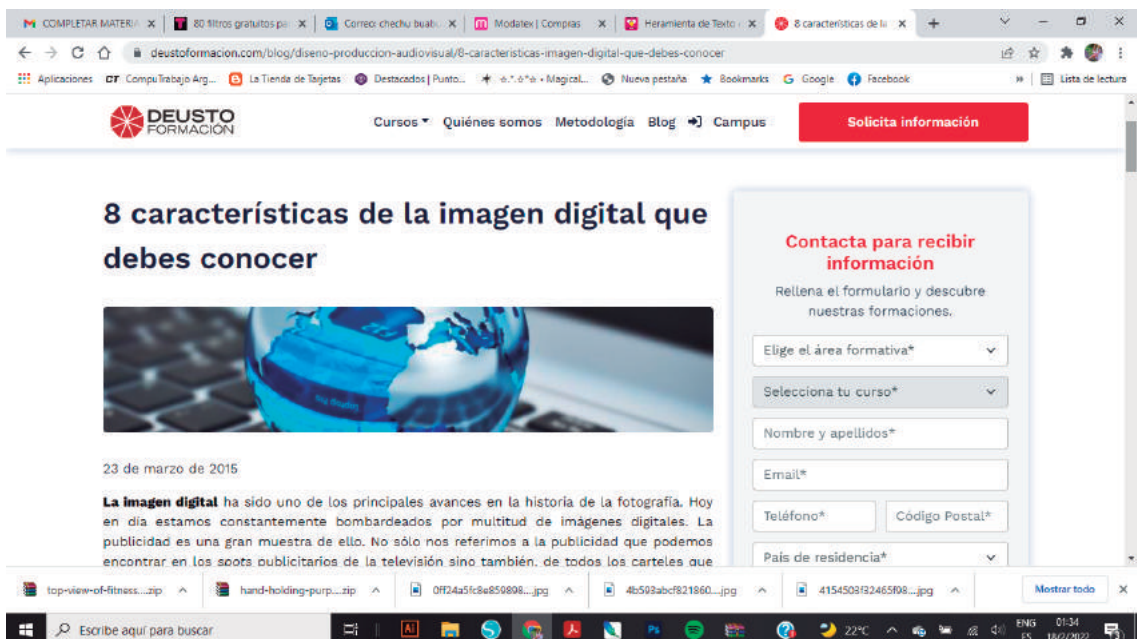 COMPLETAR MATERIA
80 filtros gratuitos pa
Correo: chechu buab
Modatex | Compras
Heramienta de Texto
8 características de la
deustoformacion.com/blog/diseno-produccion-audiovisual/8-caracteristicas-imagen-digital-que-debes-conocer
Aplicaciones
CompuTrabajo Arg...
La Tienda de Tarjetas
Destacados | Punto...
Magical...
Nueva pestaña
Bookmarks
Google
Facebook
»
Lista de lectura
DEUSTO
FORMACIÓN
Cursos Quiénes somos Metodología Blog Campus
Solicita información
8 características de la imagen digital que
debes conocer
23 de marzo de 2015
La imagen digital ha sido uno de los principales avances en la historia de la fotografía. Hoy
en día estamos constantemente bombardeados por multitud de imágenes digitales. La
publicidad es una gran muestra de ello. No sólo nos referimos a la publicidad que podemos
encontrar en los spots publicitarios de la televisión sino también, de todos los carteles que
Contacta para recibir
información
Rellena el formulario y descubre
nuestras formaciones.
Elige el área formativa*
Selecciona tu curso*
Nombre y apellidos*
Email*
Teléfono*
Código Postal*
País de residencia*
top-view-of-fitness....zip
hand-holding-purp....zip
0ff24a5fc8e859898....jpg
4b593abcf821860....jpg
4154503f32465f98....jpg
Mostrar todo
Escribe aquí para buscar
Ai
Ps
22°C
ENG
ES
01:34
18/2/2022